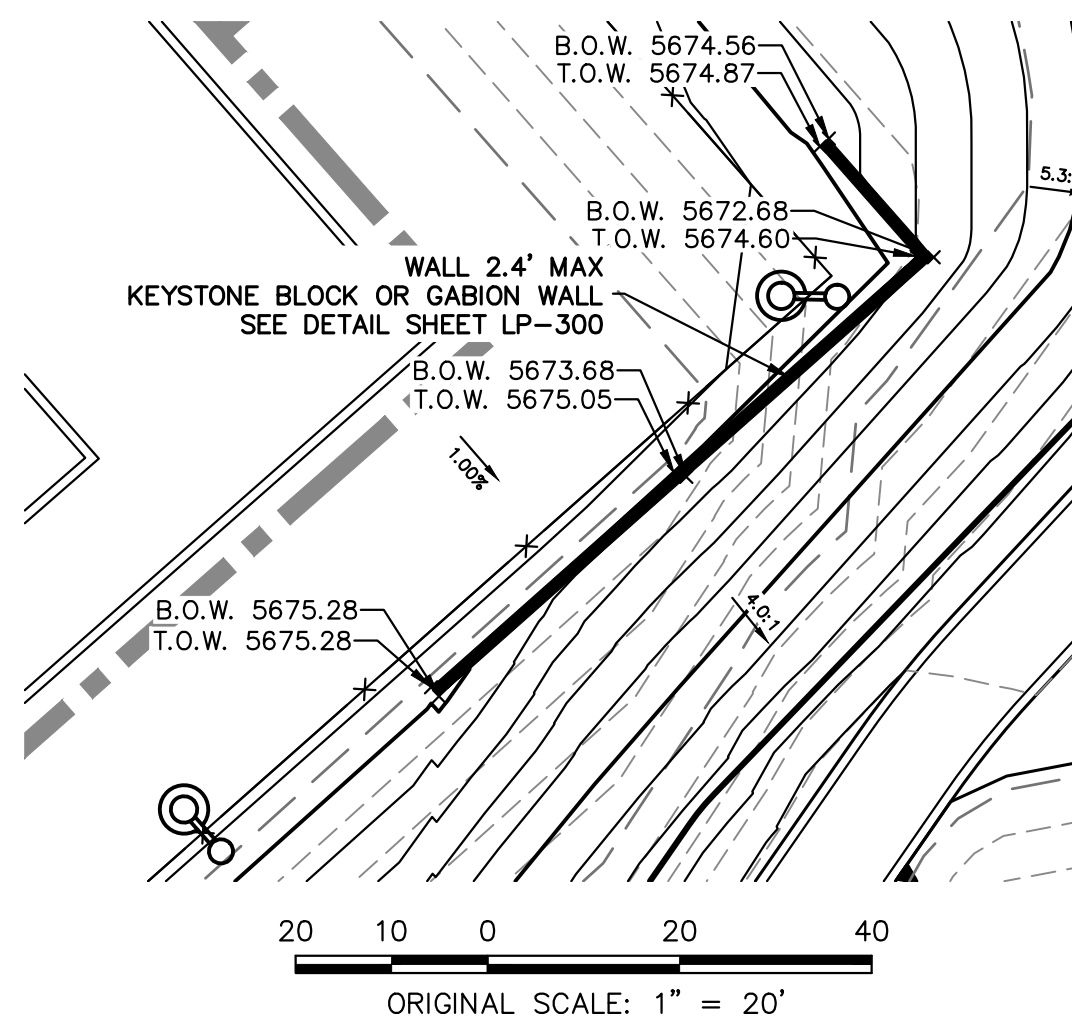 B.O.W. 5674.56
T.O.W. 5674.87
5.3:
B.O.W. 5672.68
T.O.W. 5674.60
WALL 2.4' MAX
KEYSTONE BLOCK OR GABION WALL
SEE DETAIL SHEET LP-300
B.O.W. 5673.68
T.O.W. 5675.05
1.00%
B.O.W. 5675.28
T.O.W. 5675.28
4.0:1
20 10 0 20 40
ORIGINAL SCALE: 1" = 20'